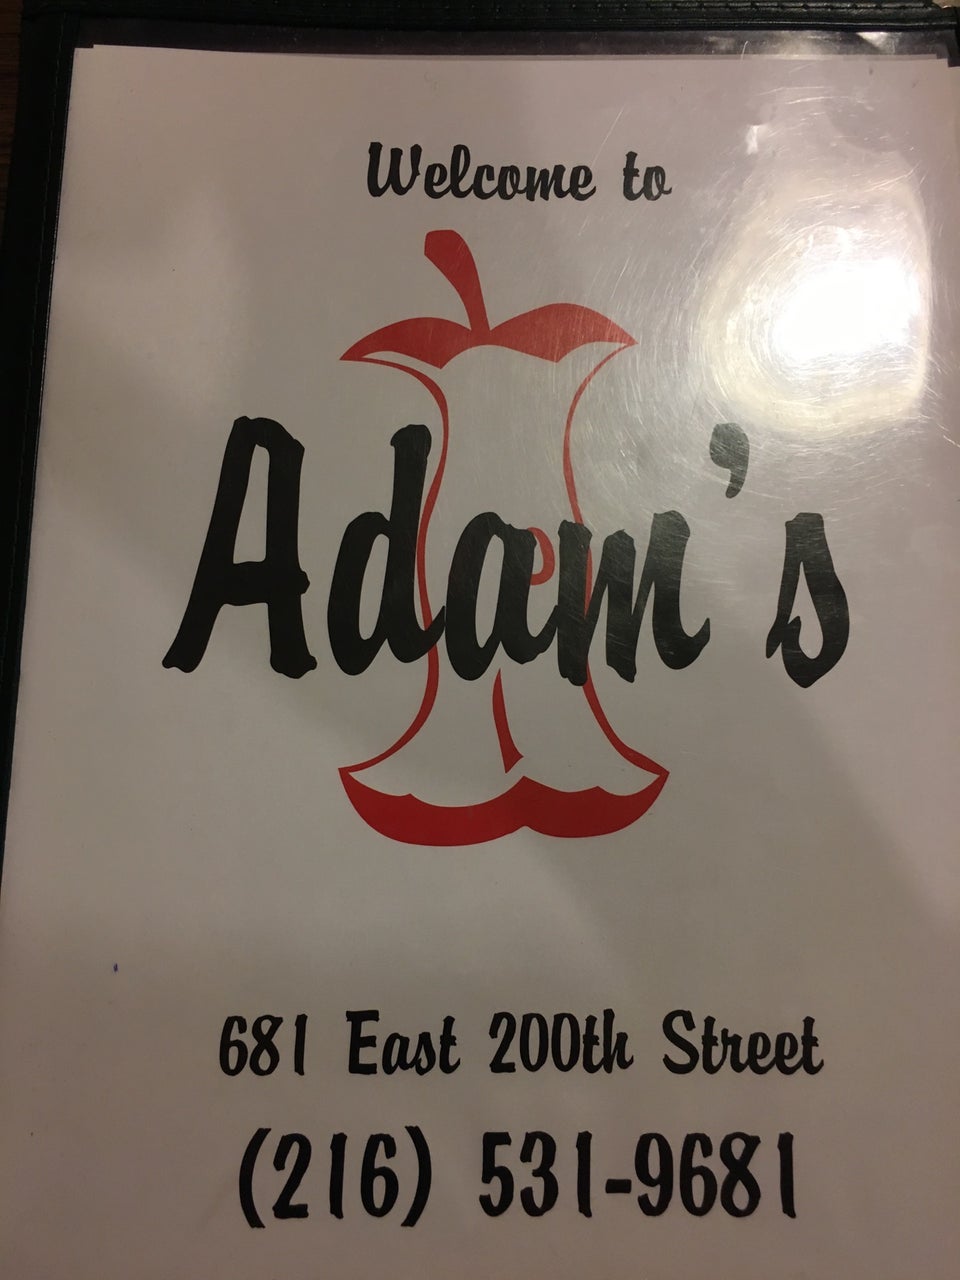 Welcome to
Adam's
681 East 200th Street
(216) 531-9681